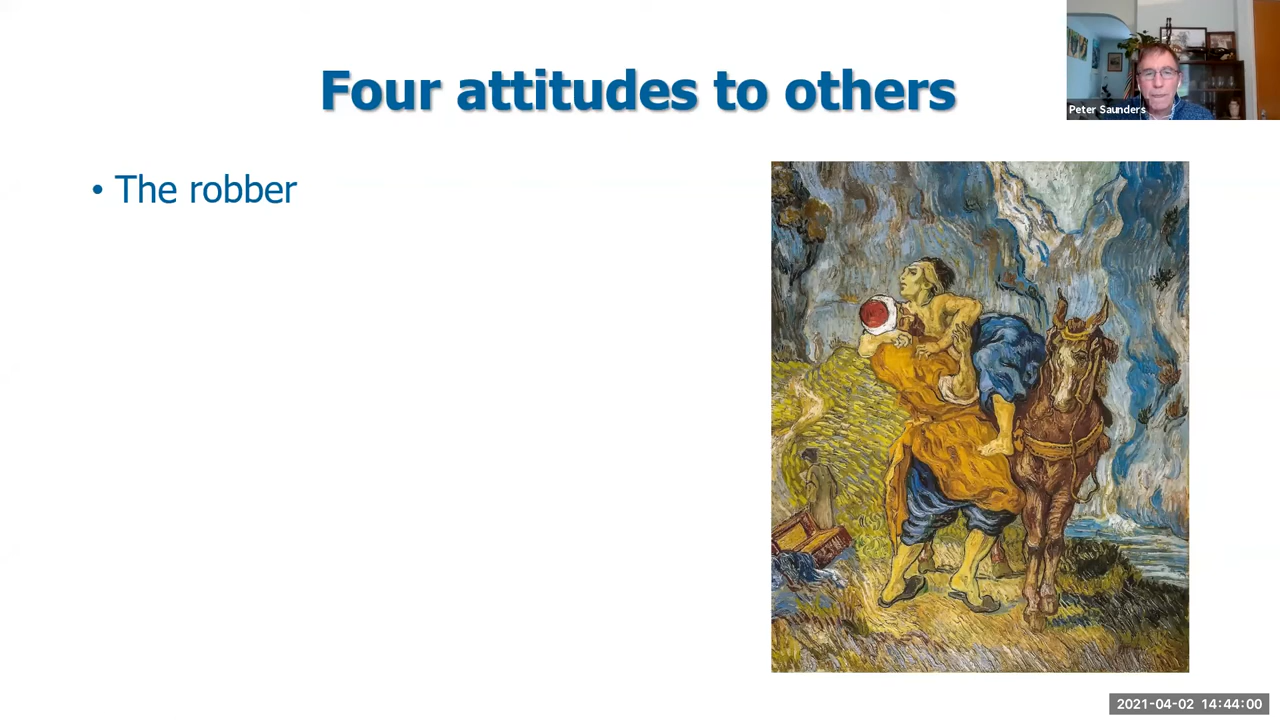 Four attitudes to others
Peter Saunders
• The robber
2021-04-02 14:44:00